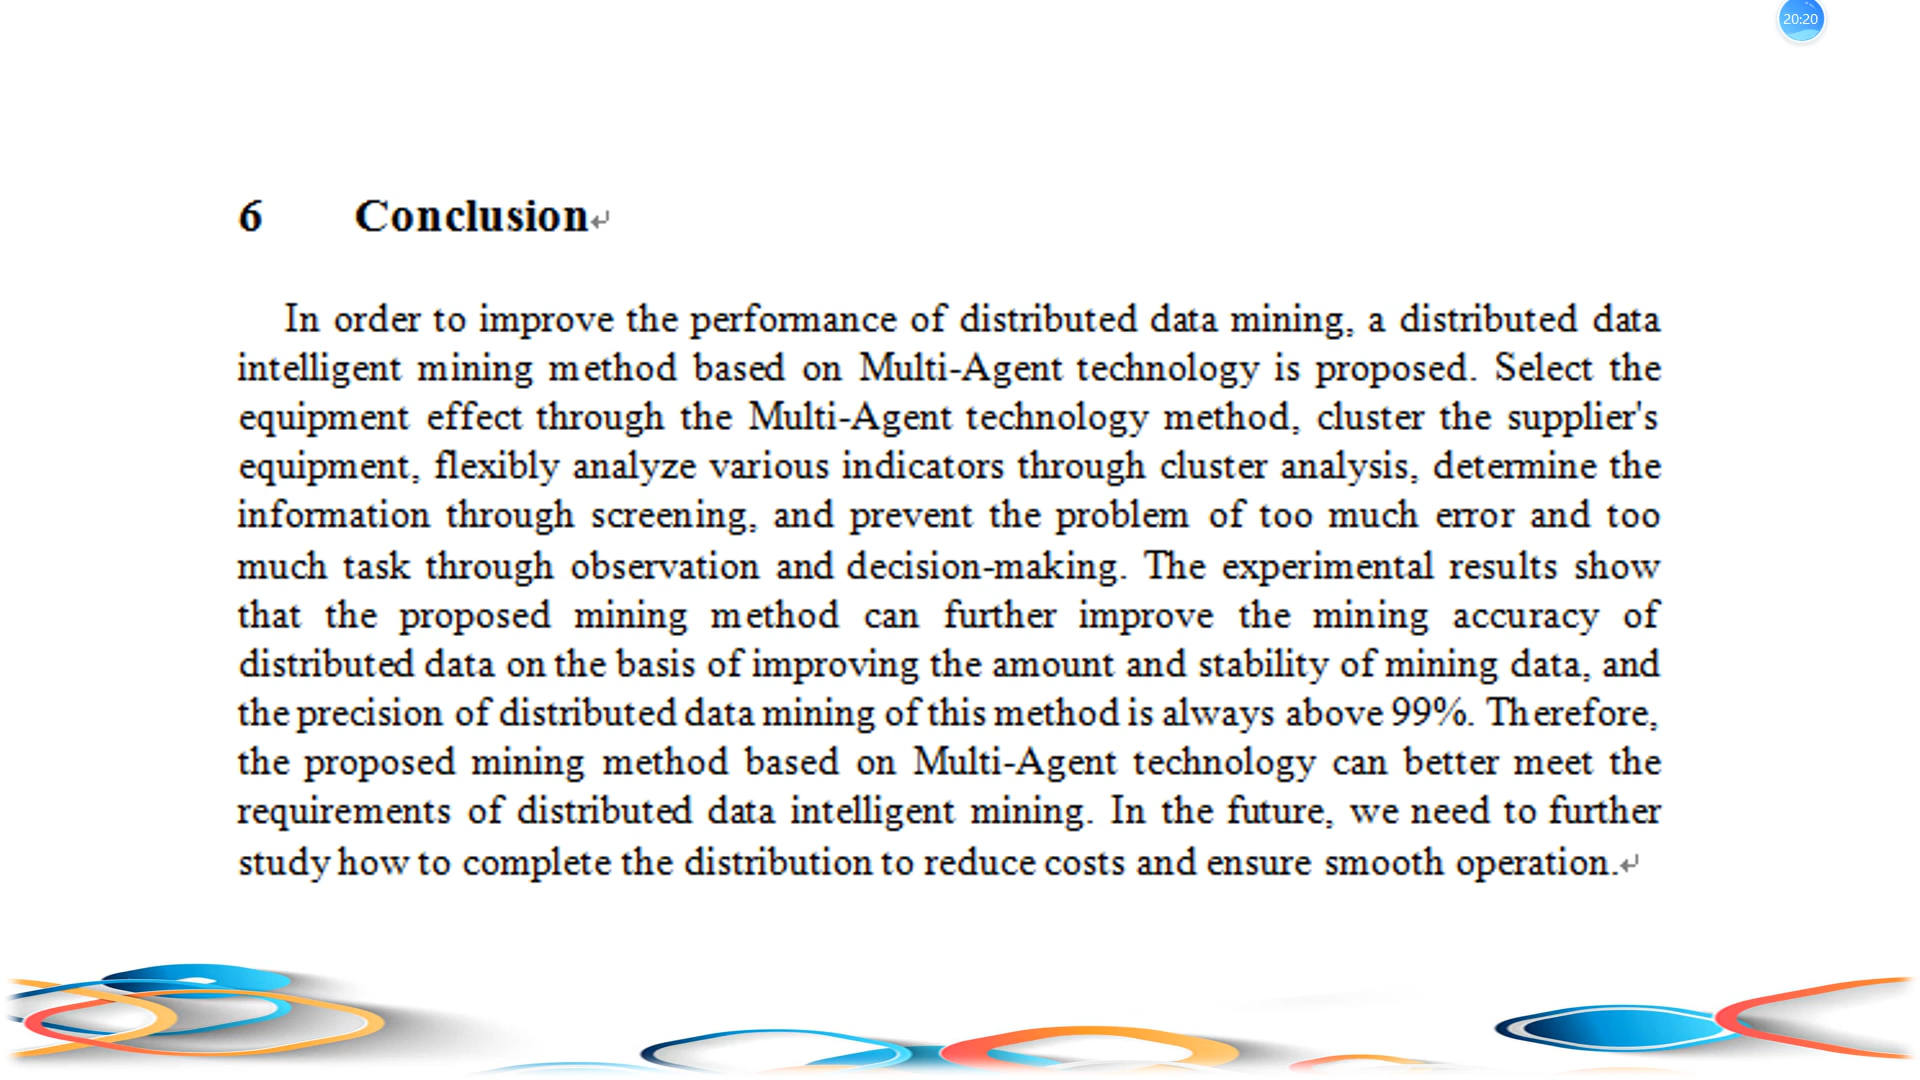 20:20
6 Conclusion↵
In order to improve the performance of distributed data mining, a distributed data
intelligent mining method based on Multi-Agent technology is proposed. Select the
equipment effect through the Multi-Agent technology method, cluster the supplier's
equipment, flexibly analyze various indicators through cluster analysis, determine the
information through screening, and prevent the problem of too much error and too
much task through observation and decision-making. The experimental results show
that the proposed mining method can further improve the mining accuracy of
distributed data on the basis of improving the amount and stability of mining data, and
the precision of distributed data mining of this method is always above 99%. Therefore,
the proposed mining method based on Multi-Agent technology can better meet the
requirements of distributed data intelligent mining. In the future, we need to further
study how to complete the distribution to reduce costs and ensure smooth operation.↵